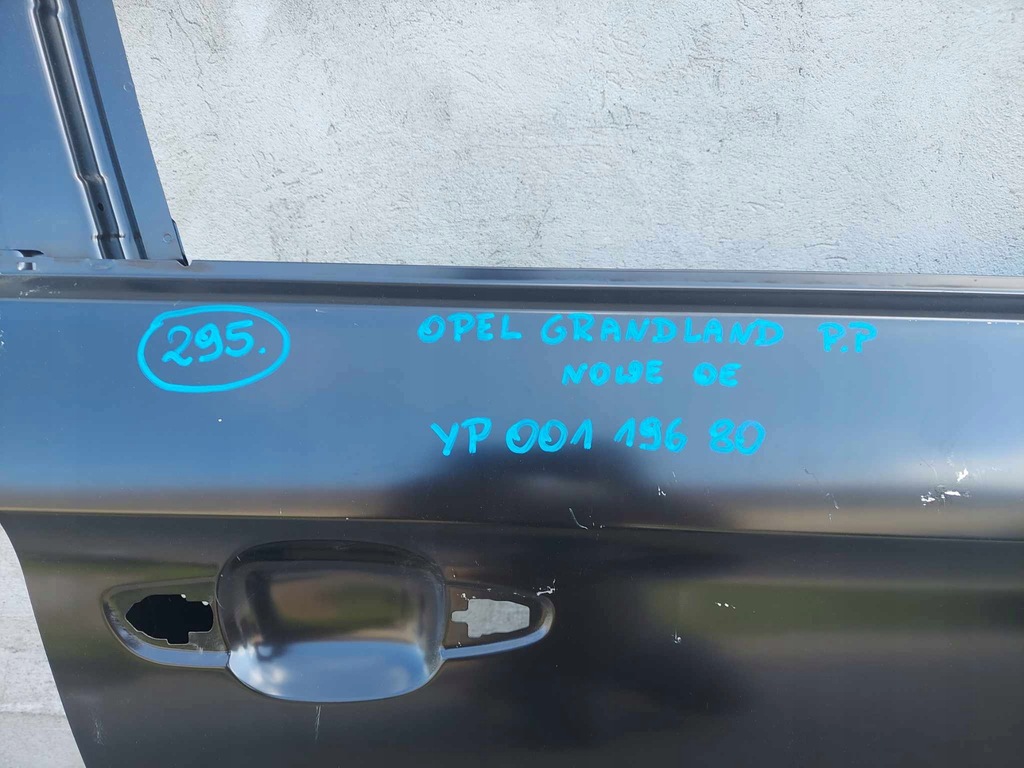 295.
OPEL GRANDLAND P.P
NOWE OE
YP 001 196 80